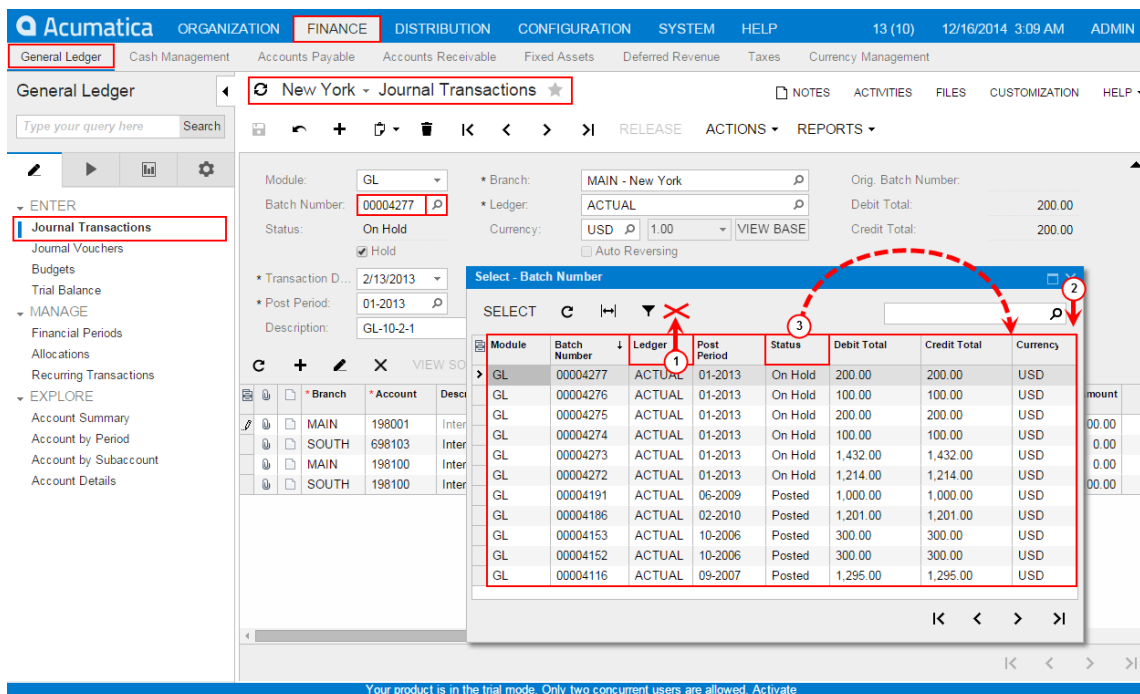 Acumatica ORGANIZATION FINANCE DISTRIBUTION CONFIGURATION SYSTEM HELP 13 (10) 12/16/2014 3:09 AM ADMIN
General Ledger Cash Management Accounts Payable Accounts Receivable Fixed Assets Deferred Revenue Taxes Currency Management
General Ledger
New York - Journal Transactions
NOTES ACTIVITIES FILES CUSTOMIZATION HELP
Type your query here Search
RELEASE ACTIONS REPORTS
ENTER
Journal Transactions
Journal Vouchers
Budgets
Trial Balance
MANAGE
Financial Periods
Allocations
Recurring Transactions
EXPLORE
Account Summary
Account by Period
Account by Subaccount
Account Details
Module: GL * Branch: MAIN - New York Orig. Batch Number:
Batch Number: 00004277 * Ledger: ACTUAL Debit Total: 200.00
Status: On Hold Currency: USD 1.00 VIEW BASE Credit Total: 200.00
Hold Auto Reversing
* Transaction D... 2/13/2013
* Post Period: 01-2013
Description: GL-10-2-1
VIEW SO
* Branch * Account Descr mount
MAIN 198001 Inter 00.00
SOUTH 698103 Inter 0.00
MAIN 198100 Inter 0.00
SOUTH 198100 Inter 00.00
Select - Batch Number
2
SELECT
3
1
Module Batch Number Ledger Post Period Status Debit Total Credit Total Currency
GL 00004277 ACTUAL 01-2013 On Hold 200.00 200.00 USD
GL 00004276 ACTUAL 01-2013 On Hold 100.00 100.00 USD
GL 00004275 ACTUAL 01-2013 On Hold 200.00 200.00 USD
GL 00004274 ACTUAL 01-2013 On Hold 100.00 100.00 USD
GL 00004273 ACTUAL 01-2013 On Hold 1,432.00 1,432.00 USD
GL 00004272 ACTUAL 01-2013 On Hold 1,214.00 1,214.00 USD
GL 00004191 ACTUAL 06-2009 Posted 1,000.00 1,000.00 USD
GL 00004186 ACTUAL 02-2010 Posted 1,201.00 1,201.00 USD
GL 00004153 ACTUAL 10-2006 Posted 300.00 300.00 USD
GL 00004152 ACTUAL 10-2006 Posted 300.00 300.00 USD
GL 00004116 ACTUAL 09-2007 Posted 1,295.00 1,295.00 USD
Your product is in the trial mode. Only two concurrent users are allowed. Activate